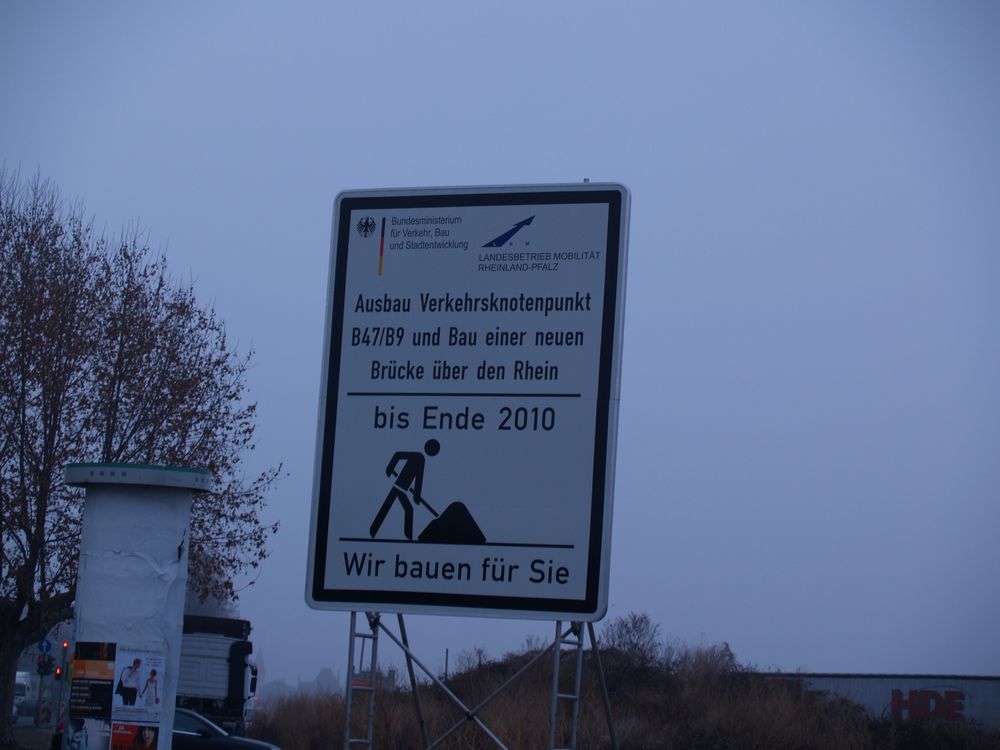 Bundesministerium
für Verkehr, Bau
und Stadtentwicklung
LBM
LANDESBETRIEB MOBILITÄT
RHEINLAND-PFALZ
Ausbau Verkehrsknotenpunkt
B47/B9 und Bau einer neuen
Brücke über den Rhein
bis Ende 2010
Wir bauen für Sie
HDE